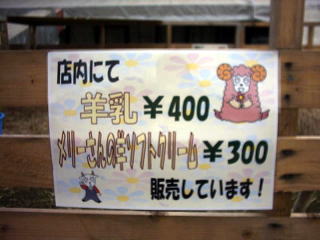 店内にて
羊乳 ¥400
メリーさんの羊ソフトクリーム ¥300
販売しています!